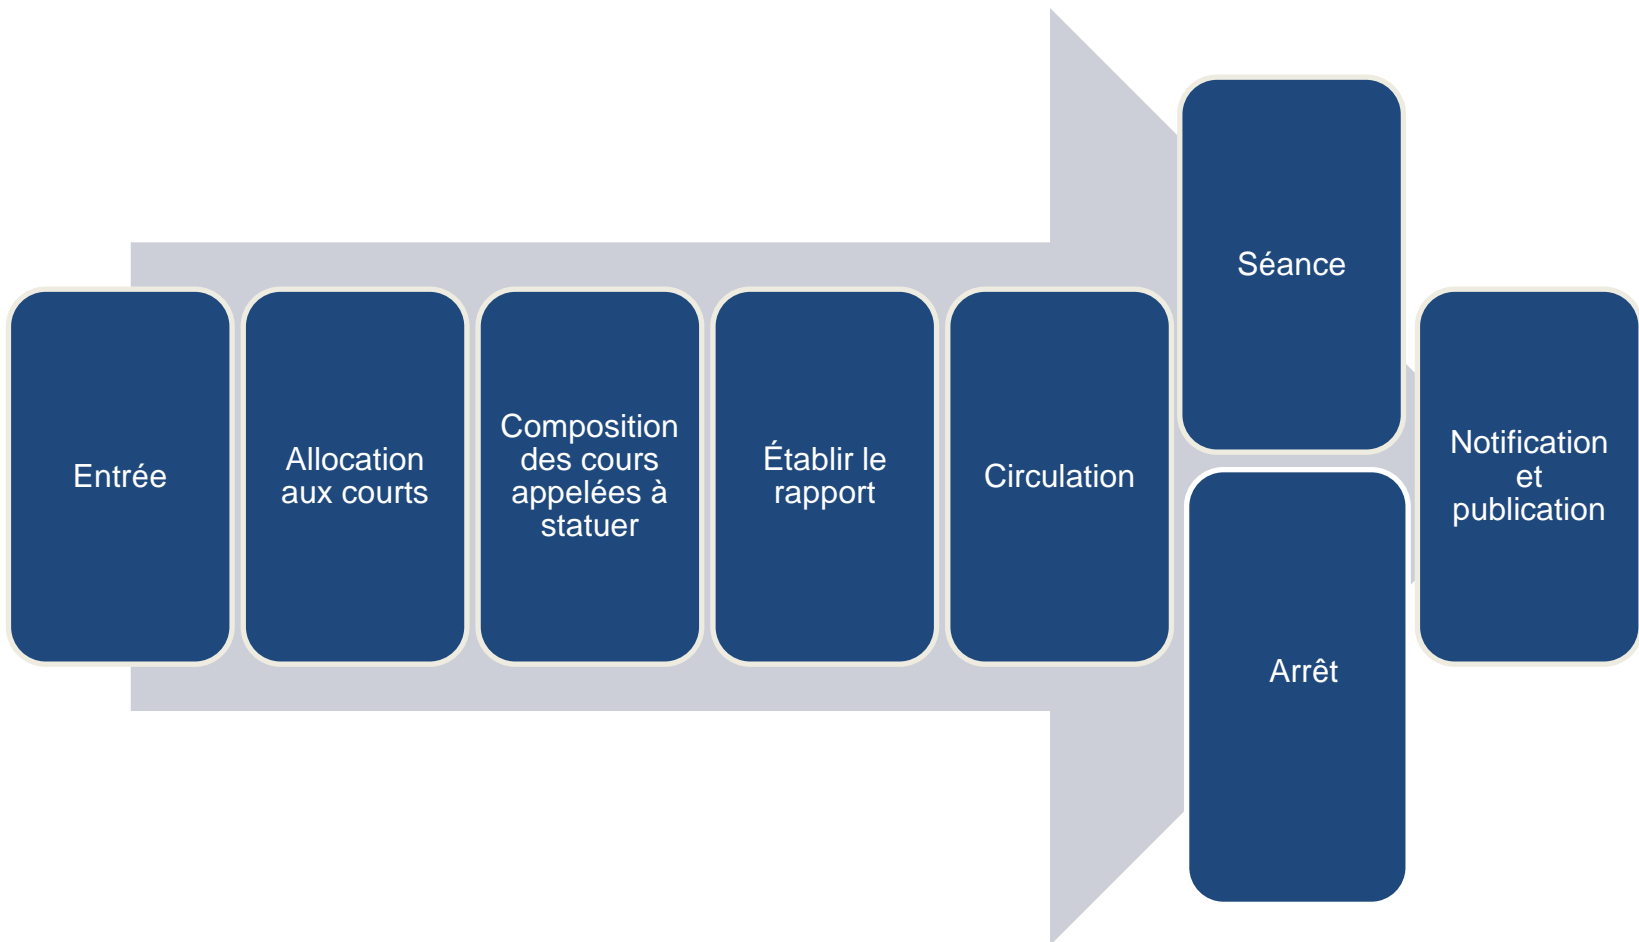 Entrée
Allocation
aux courts
Composition
des cours
appelées à
statuer
Établir le
rapport
Circulation
Séance
Arrêt
Notification
et
publication